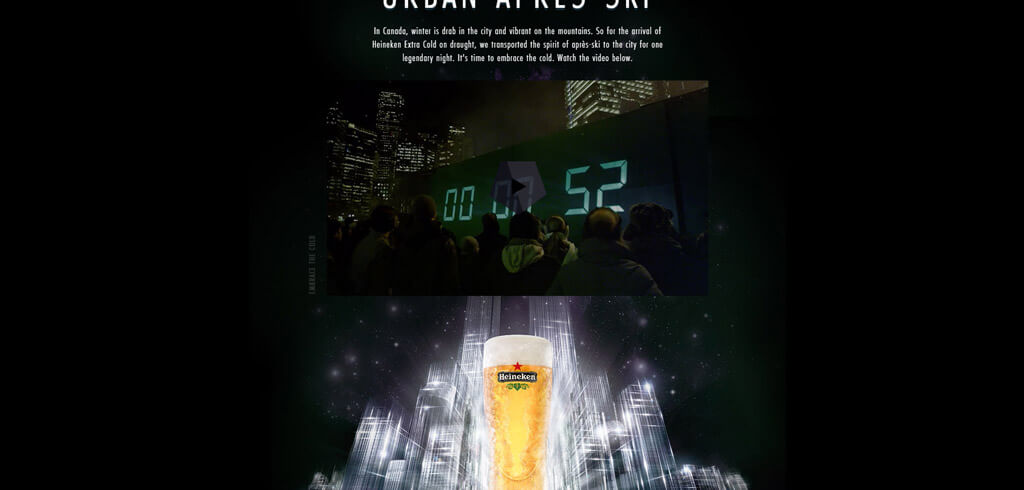 URBAN APRÈS SKI
In Canada, winter is drab in the city and vibrant on the mountains. So for the arrival of
Heineken Extra Cold on draught, we transported the spirit of après-ski to the city for one
legendary night. It's time to embrace the cold. Watch the video below.
00 52
EMBRACE THE COLD
Heineken